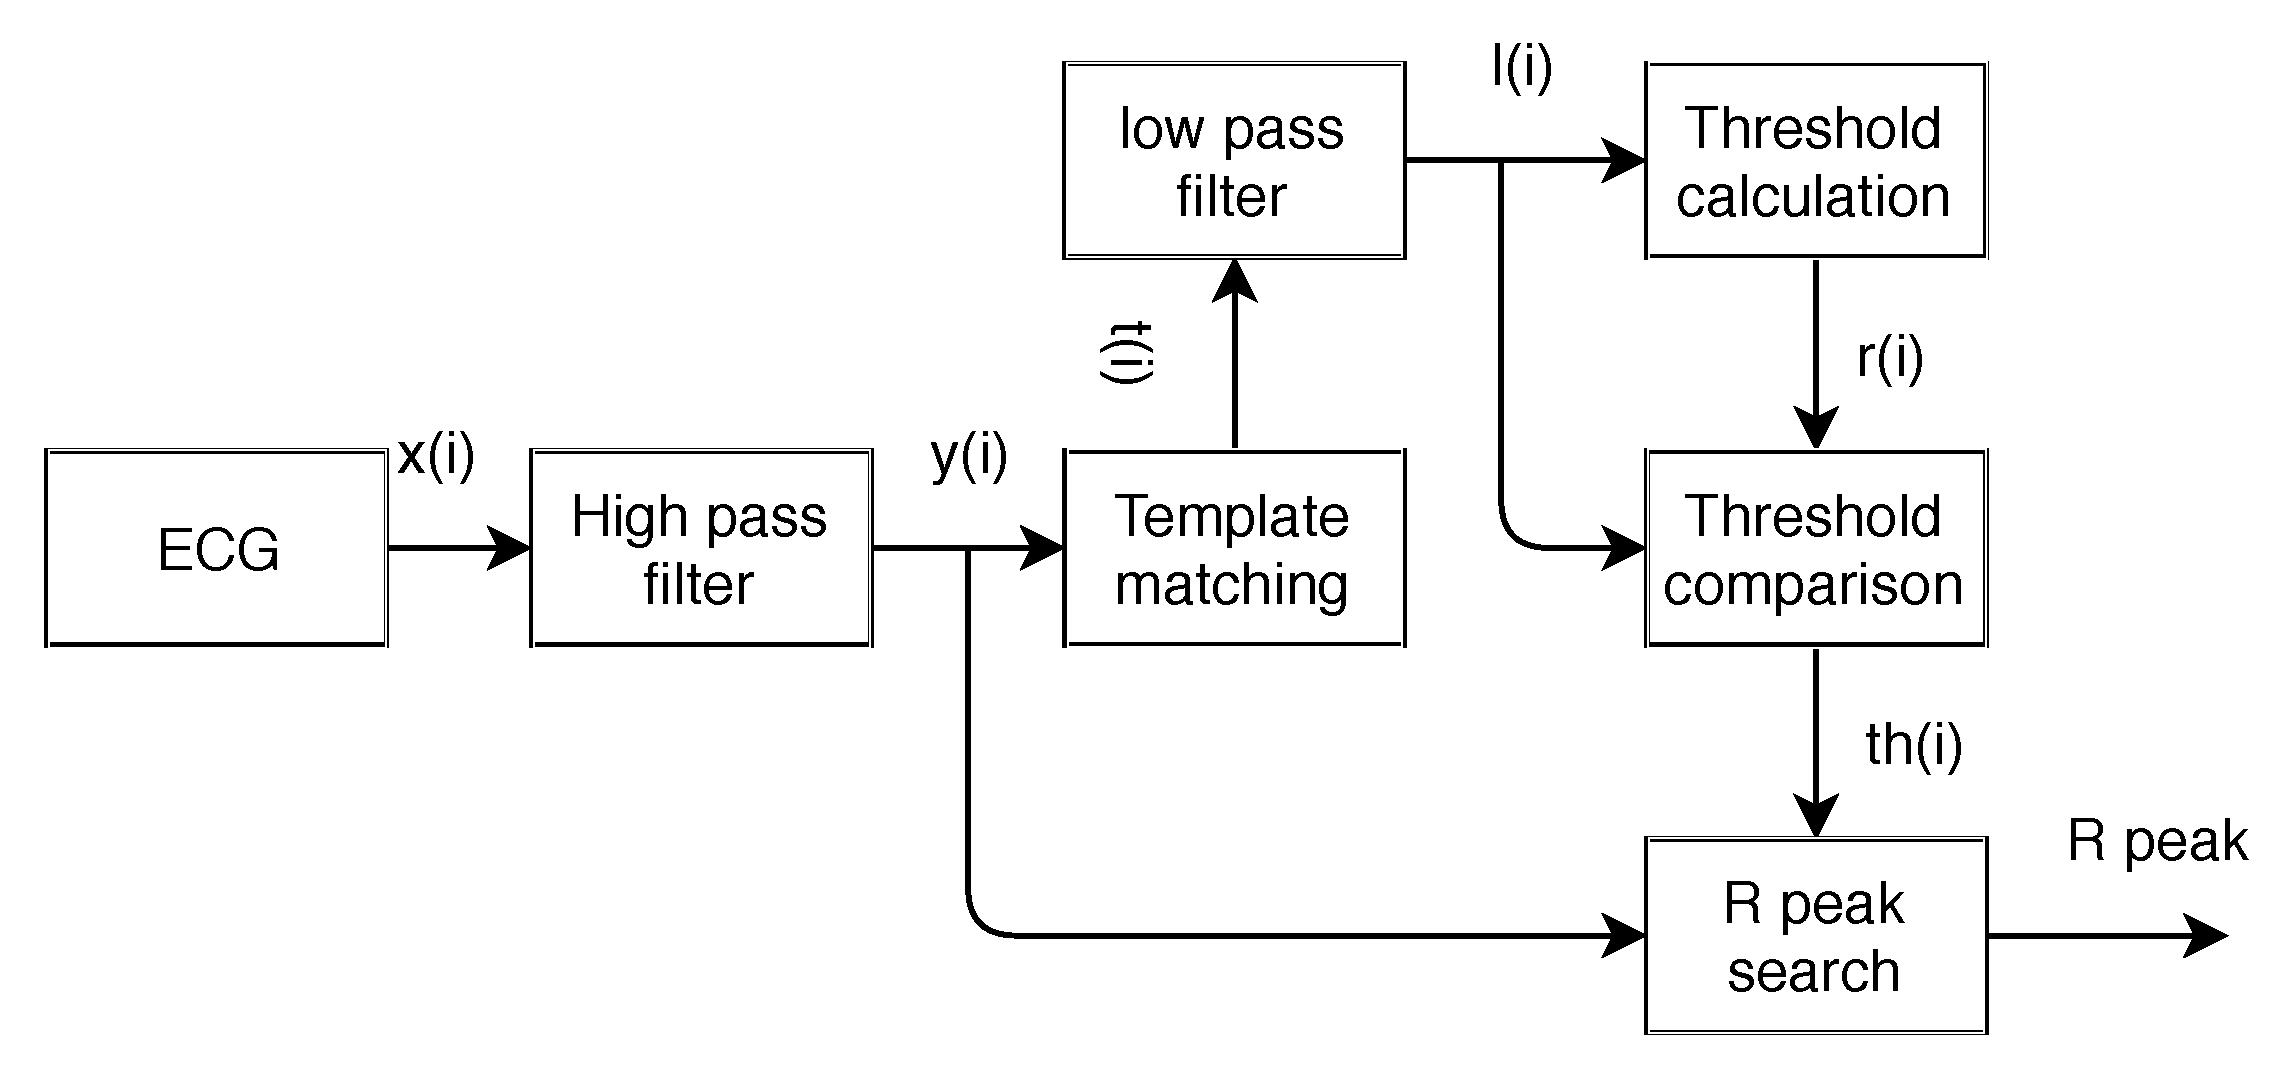 l(i)
low pass
filter
Threshold
calculation
t(i)
r(i)
x(i)
y(i)
ECG
High pass
filter
Template
matching
Threshold
comparison
th(i)
R peak
R peak
search